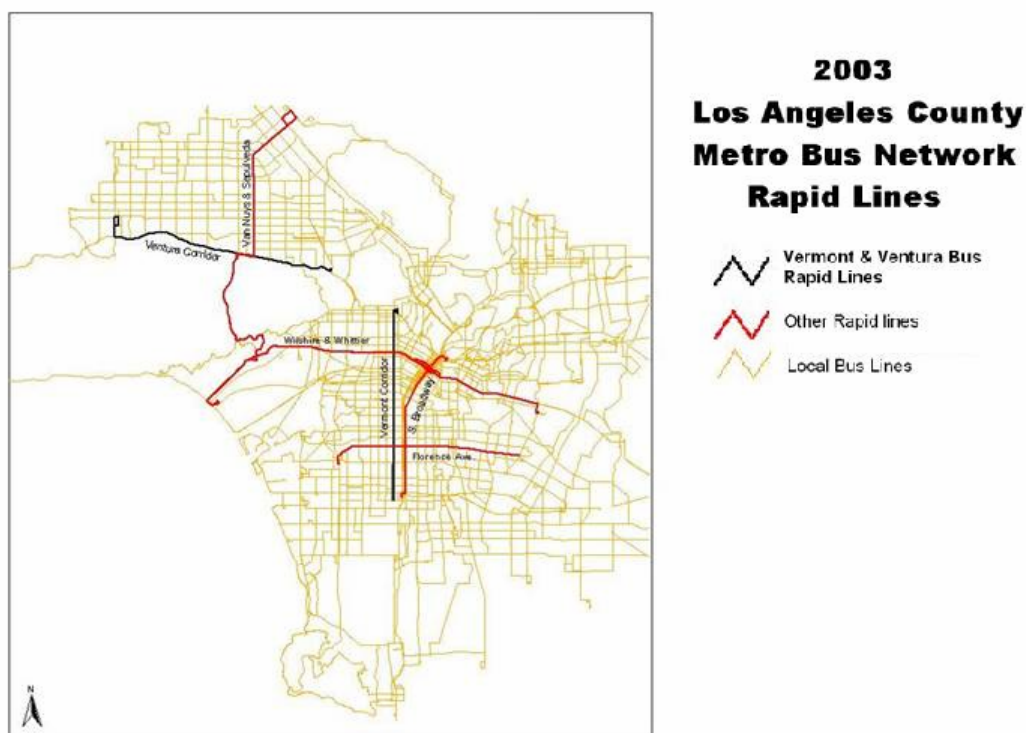 2003
Los Angeles County
Metro Bus Network
Rapid Lines
Vermont & Ventura Bus
Rapid Lines
Other Rapid lines
Local Bus Lines
Van Nuys & Sepulveda
Ventura Corridor
Wilshire & Whittier
Vermont Corridor
S. Broadway
Florence Ave.
N